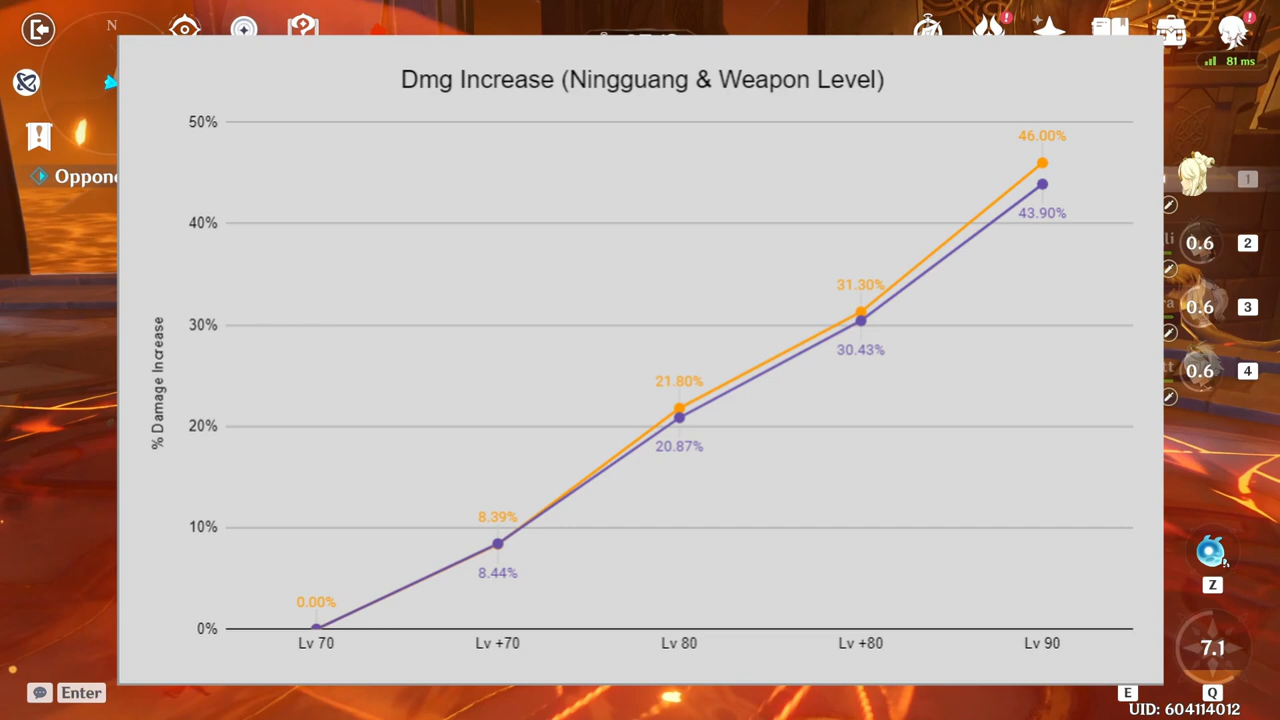 N
81 ms
Dmg Increase (Ningguang & Weapon Level)
50%
46.00%
Oppone
1
43.90%
40%
li
0.6
2
31.30%
ra
0.6
3
30%
30.43%
% Damage Increase
21.80%
tt
0.6
4
20%
20.87%
8.39%
10%
8.44%
Z
0.00%
0%
Lv 70
Lv +70
Lv 80
Lv +80
Lv 90
7.1
Enter
E
Q
UID: 604114012